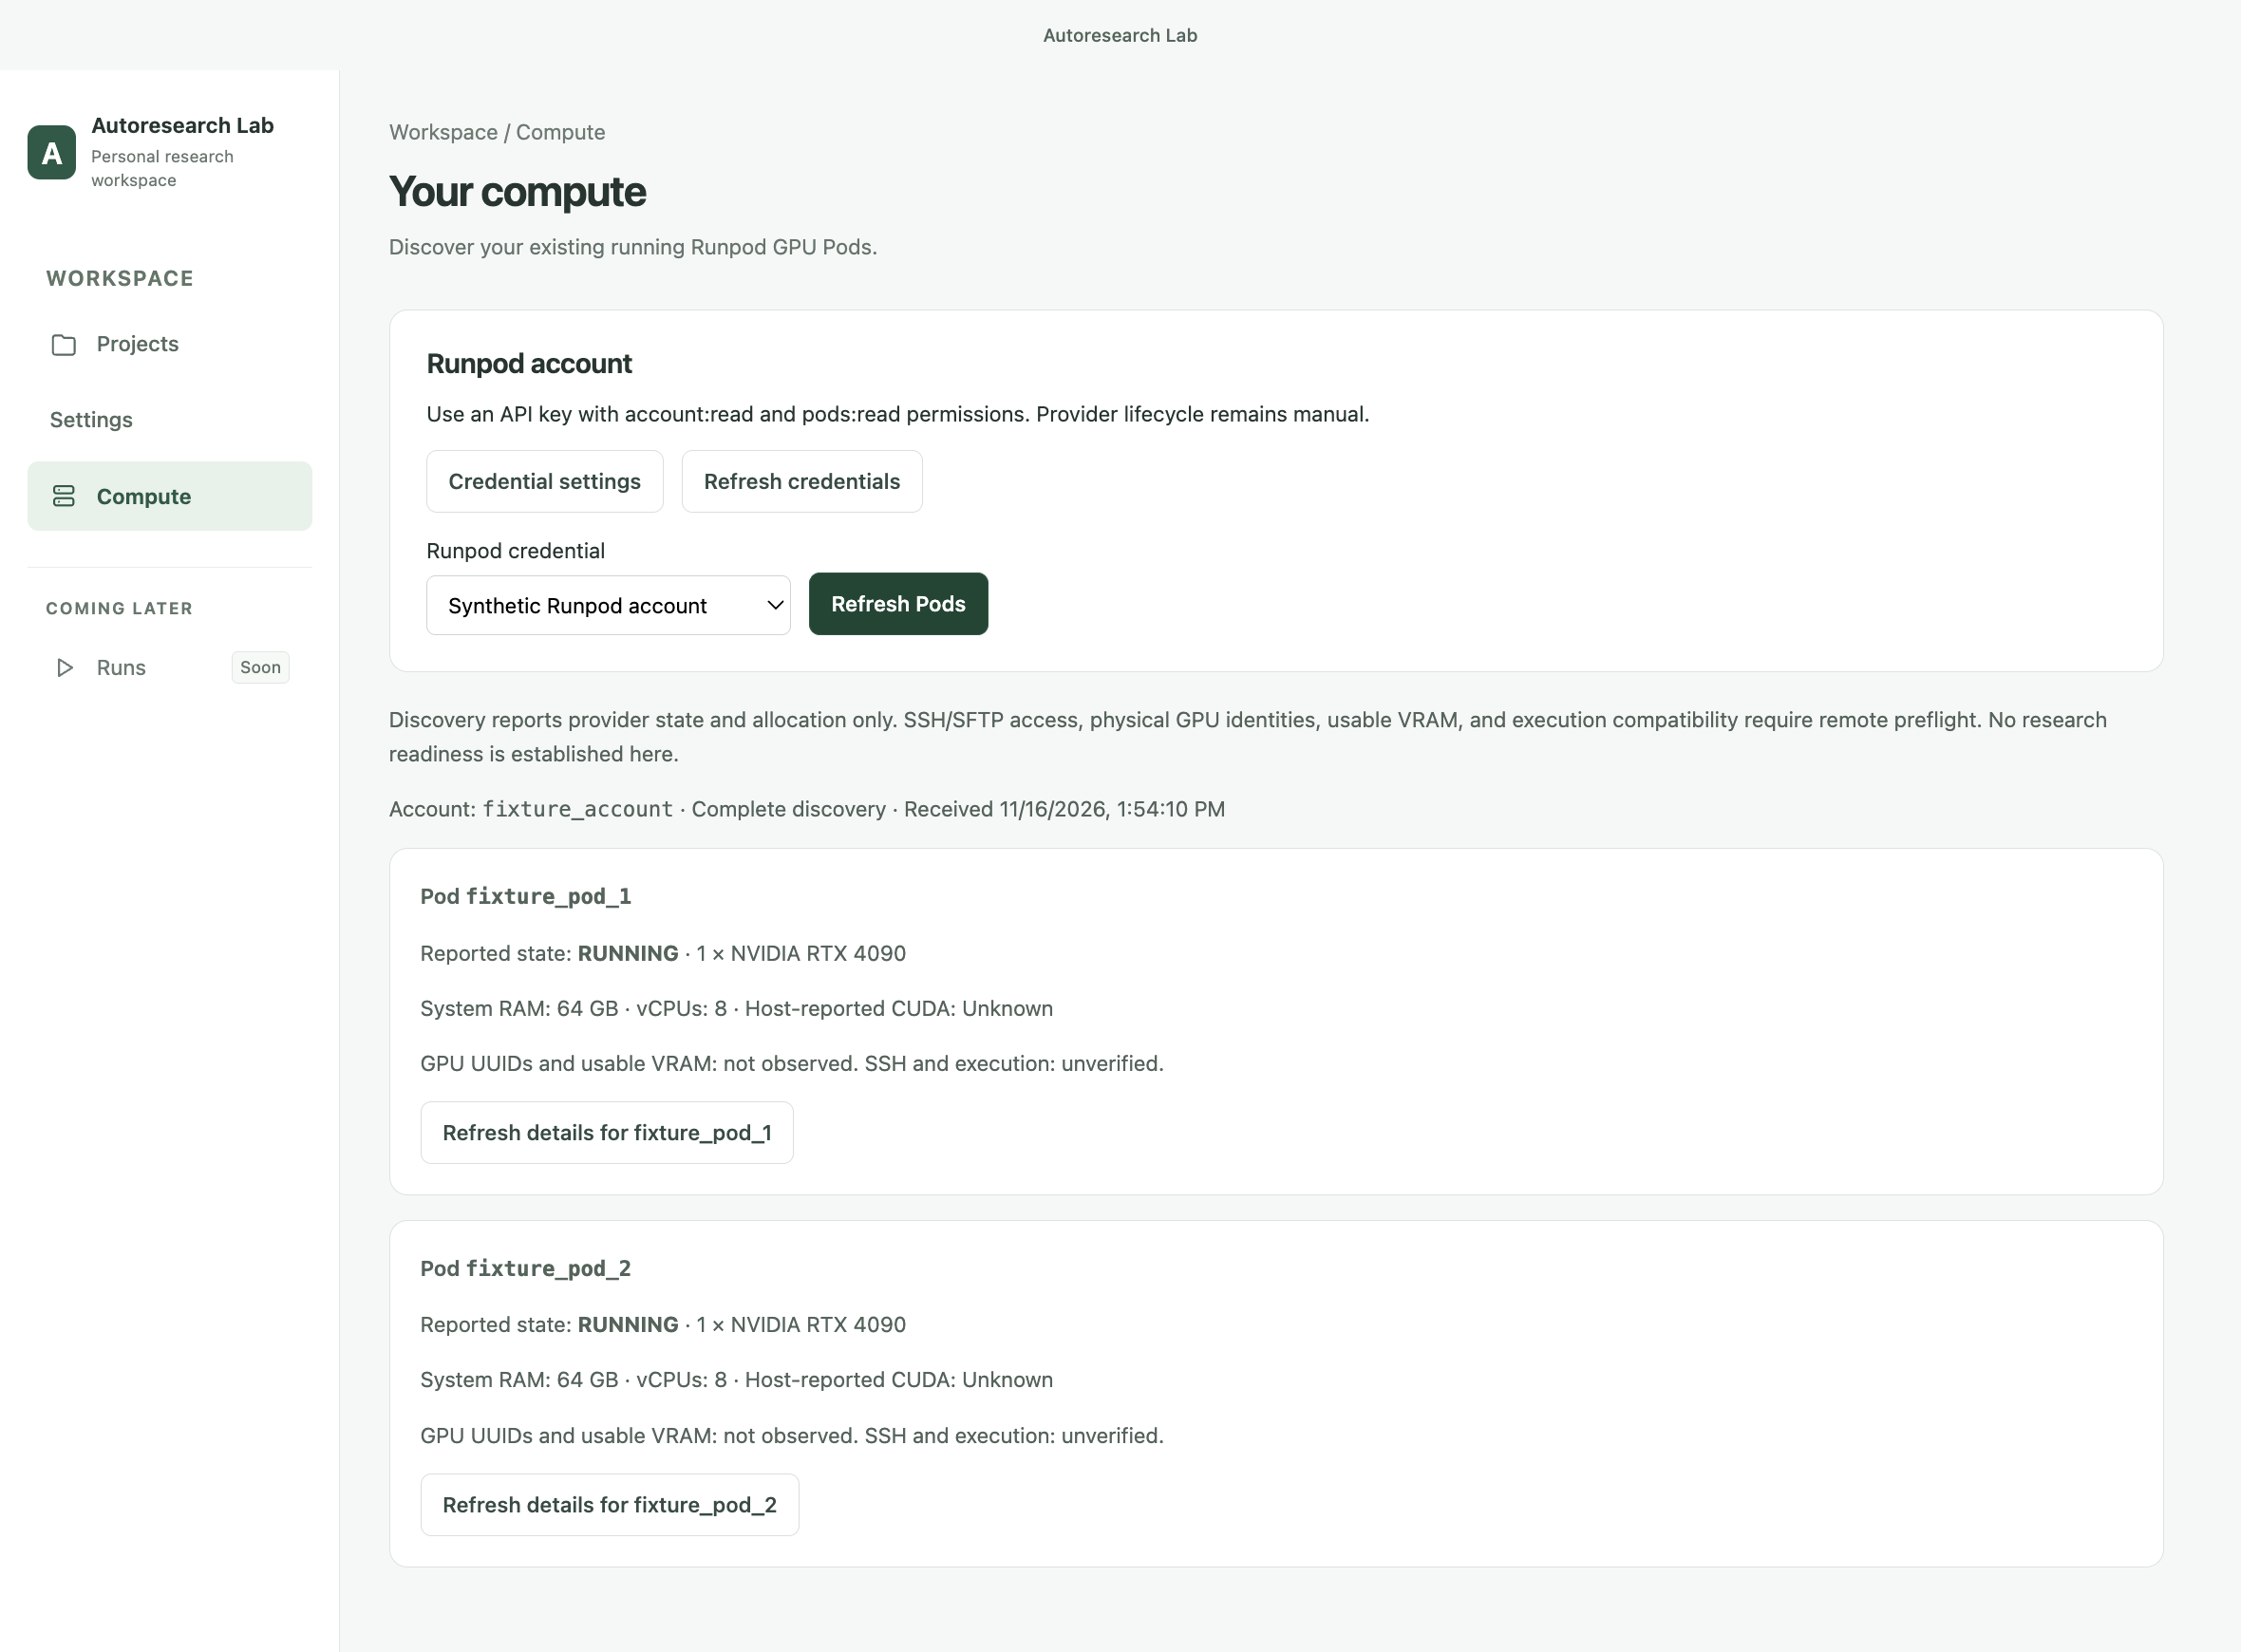 Autoresearch Lab
A
Autoresearch Lab
Personal research
workspace
WORKSPACE
Projects
Settings
Compute
COMING LATER
Runs
Soon
Workspace / Compute
Your compute
Discover your existing running Runpod GPU Pods.
Runpod account
Use an API key with account:read and pods:read permissions. Provider lifecycle remains manual.
Credential settings
Refresh credentials
Runpod credential
Synthetic Runpod account
Refresh Pods
Discovery reports provider state and allocation only. SSH/SFTP access, physical GPU identities, usable VRAM, and execution compatibility require remote preflight. No research
readiness is established here.
Account: fixture_account · Complete discovery · Received 11/16/2026, 1:54:10 PM
Pod fixture_pod_1
Reported state: RUNNING · 1 × NVIDIA RTX 4090
System RAM: 64 GB · vCPUs: 8 · Host-reported CUDA: Unknown
GPU UUIDs and usable VRAM: not observed. SSH and execution: unverified.
Refresh details for fixture_pod_1
Pod fixture_pod_2
Reported state: RUNNING · 1 × NVIDIA RTX 4090
System RAM: 64 GB · vCPUs: 8 · Host-reported CUDA: Unknown
GPU UUIDs and usable VRAM: not observed. SSH and execution: unverified.
Refresh details for fixture_pod_2